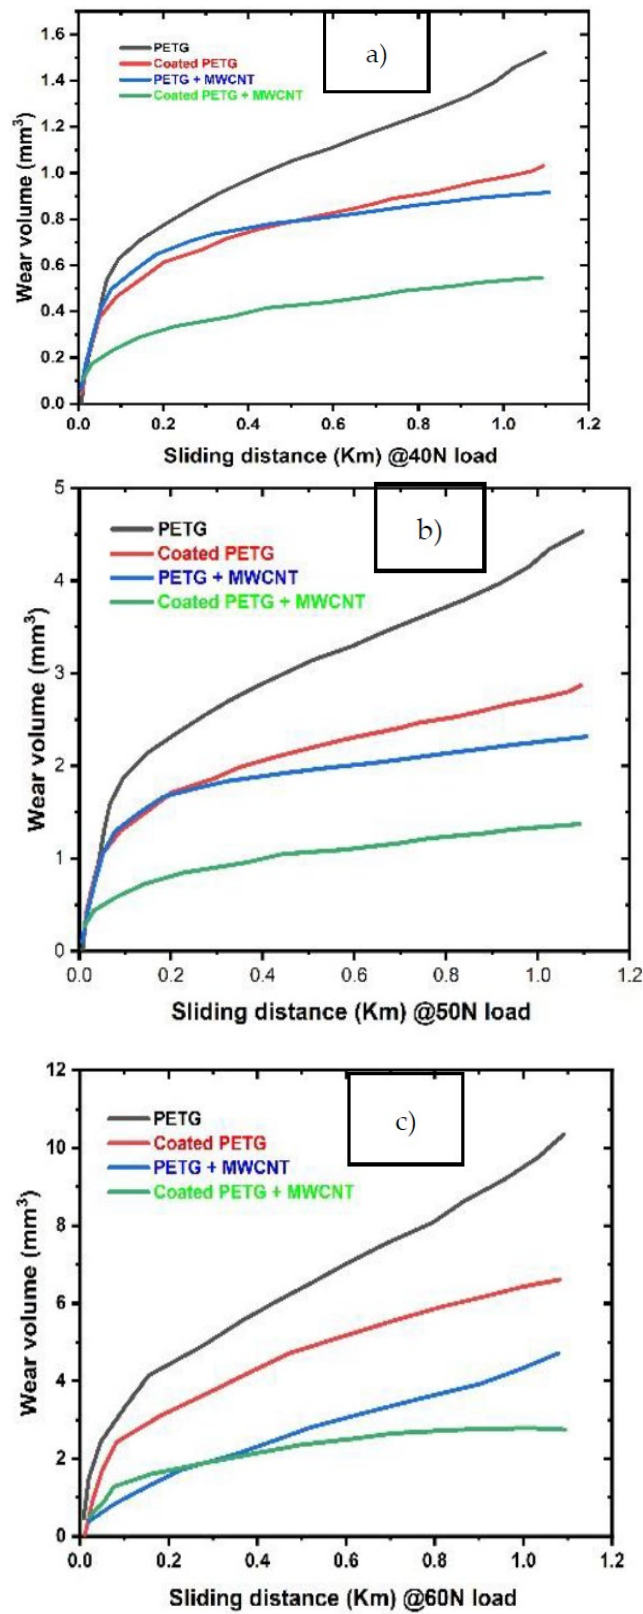 a)
PETG
Coated PETG
PETG + MWCNT
Coated PETG + MWCNT
Wear volume (mm³)
1.6
1.4
1.2
1.0
0.8
0.6
0.4
0.2
0.0
0.0 0.2 0.4 0.6 0.8 1.0 1.2
Sliding distance (Km) @40N load
b)
PETG
Coated PETG
PETG + MWCNT
Coated PETG + MWCNT
Wear volume (mm³)
5
4
3
2
1
0
0.0 0.2 0.4 0.6 0.8 1.0 1.2
Sliding distance (Km) @50N load
c)
PETG
Coated PETG
PETG + MWCNT
Coated PETG + MWCNT
Wear volume (mm³)
12
10
8
6
4
2
0
0.0 0.2 0.4 0.6 0.8 1.0 1.2
Sliding distance (Km) @60N load